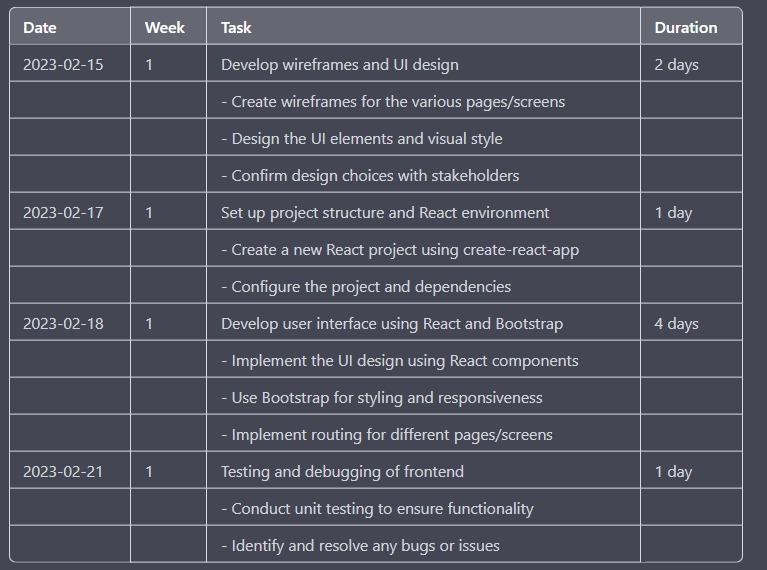 Date Week Task Duration
2023-02-15 1 Develop wireframes and UI design 2 days
- Create wireframes for the various pages/screens
- Design the UI elements and visual style
- Confirm design choices with stakeholders
2023-02-17 1 Set up project structure and React environment 1 day
- Create a new React project using create-react-app
- Configure the project and dependencies
2023-02-18 1 Develop user interface using React and Bootstrap 4 days
- Implement the UI design using React components
- Use Bootstrap for styling and responsiveness
- Implement routing for different pages/screens
2023-02-21 1 Testing and debugging of frontend 1 day
- Conduct unit testing to ensure functionality
- Identify and resolve any bugs or issues